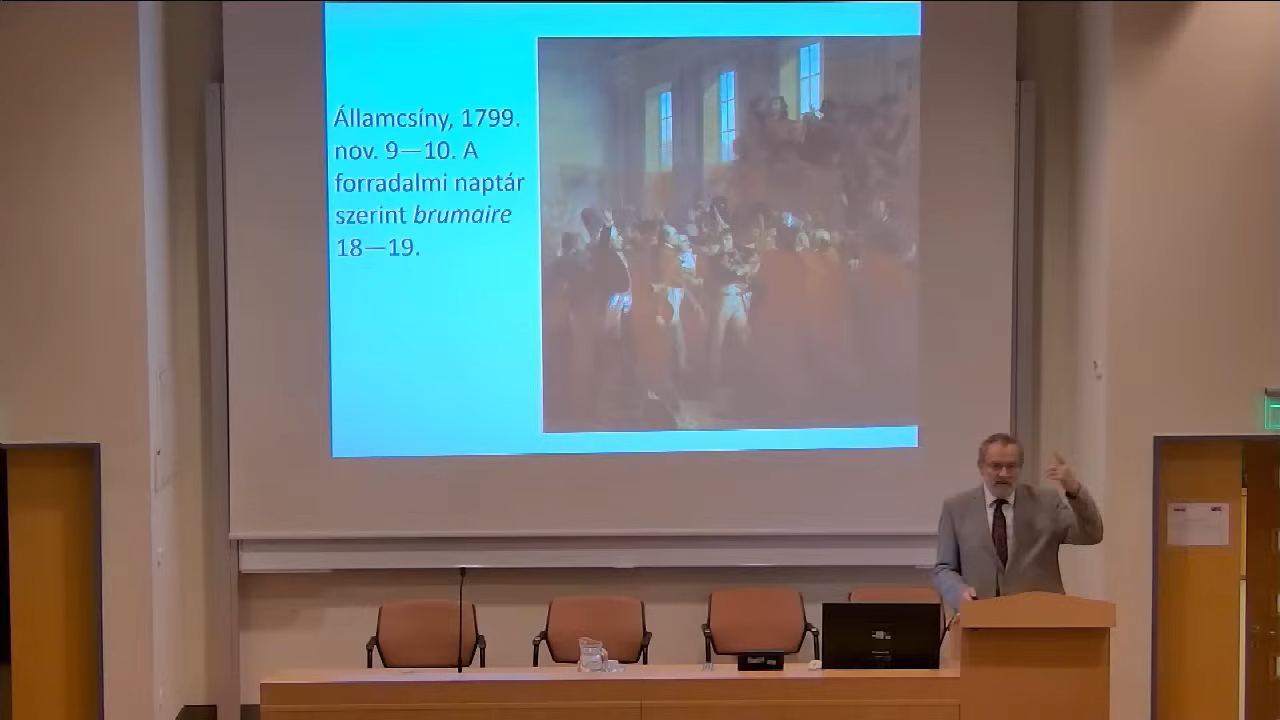 Államcsíny, 1799.
nov. 9—10. A
forradalmi naptár
szerint brumaire
18—19.